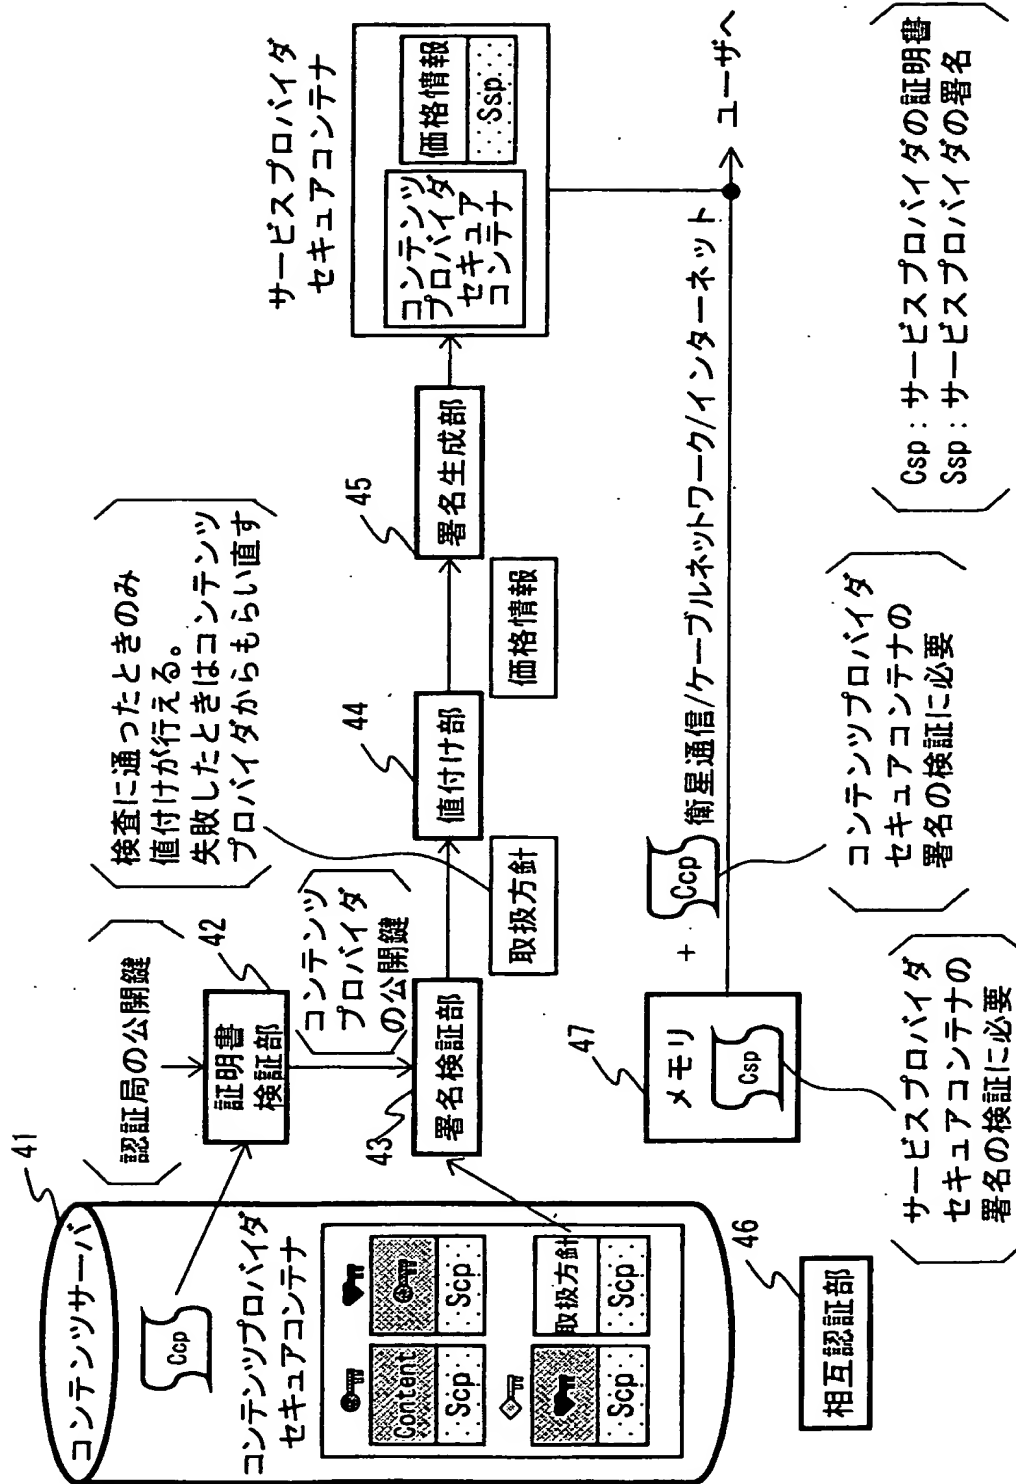 41
コンテンツサーバ
Ccp
コンテンツプロバイダ
セキュアコンテナ
Content
Scp
Scp
Scp
取扱方針
Scp
認証局の公開鍵
42
証明書
検証部
コンテンツ
プロバイダ
の公開鍵
43
署名検証部
検査に通ったときのみ
値付けが行える。
失敗したときはコンテンツ
プロバイダからもらい直す
取扱方針
44
値付け部
価格情報
45
署名生成部
サービスプロバイダ
セキュアコンテナ
コンテンツ
プロバイダ
セキュア
コンテナ
価格情報
Ssp
46
相互認証部
47
メモリ
Csp
+
Ccp
衛星通信/ケーブルネットワーク/インターネット
ユーザへ
サービスプロバイダ
セキュアコンテナの
署名の検証に必要
コンテンツプロバイダ
セキュアコンテナの
署名の検証に必要
Csp:サービスプロバイダの証明書
Ssp:サービスプロバイダの署名